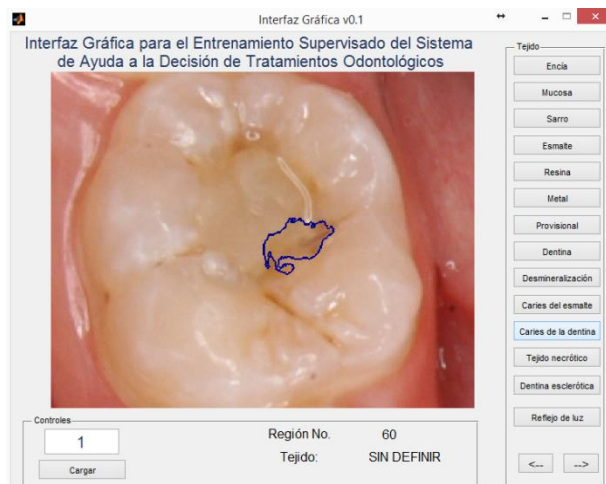 Interfaz Gráfica v0.1
Interfaz Gráfica para el Entrenamiento Supervisado del Sistema
de Ayuda a la Decisión de Tratamientos Odontológicos
Tejido
Encía
Mucosa
Sarro
Esmalte
Resina
Metal
Provisional
Dentina
Desmineralización
Caries del esmalte
Caries de la dentina
Tejido necrótico
Dentina esclerótica
Reflejo de luz
<-- -->
Controles
1
Cargar
Región No. 60
Tejido: SIN DEFINIR